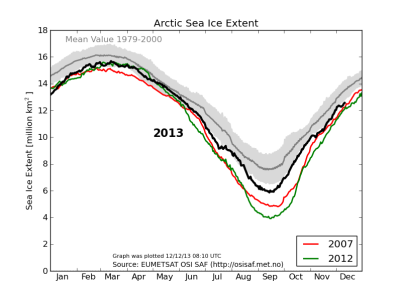 Arctic Sea Ice Extent
18
16
14
12
10
8
6
4
2
0
Sea Ice Extent [million km²]
Mean Value 1979-2000
2013
Graph was plotted 12/12/13 08:10 UTC
Source: EUMETSAT OSI SAF (http://osisaf.met.no)
2007
2012
Jan Feb Mar Apr May Jun Jul Aug Sep Oct Nov Dec